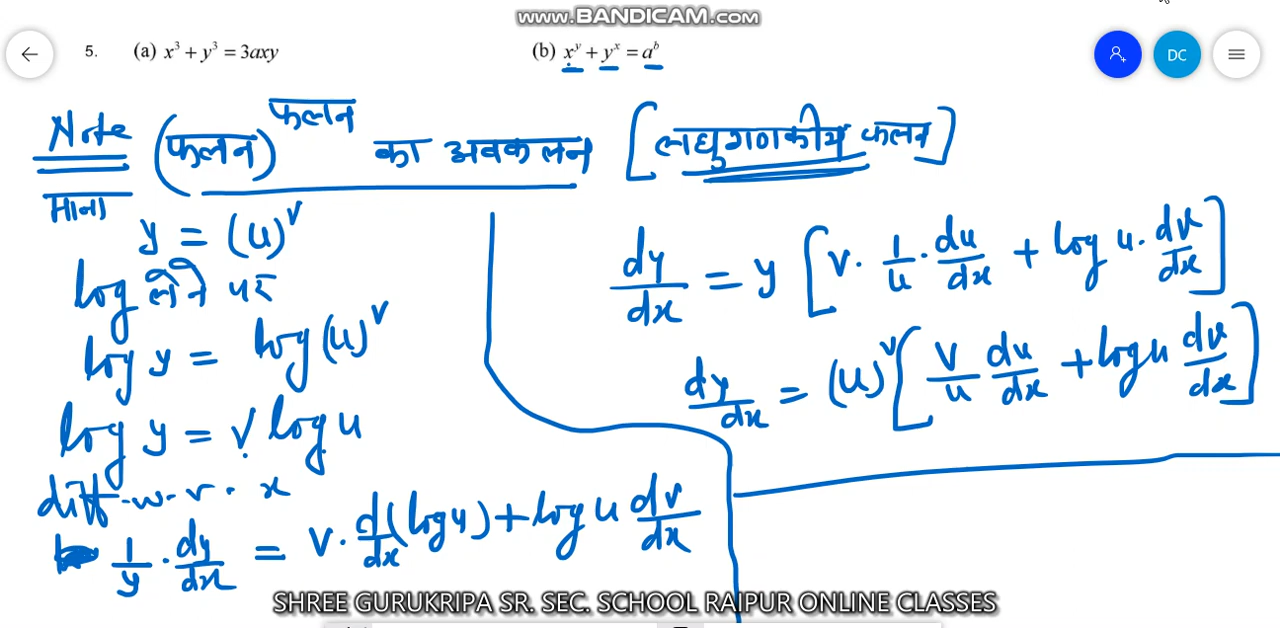 www.BANDICAM.com
5. (a) x³ + y³ = 3axy (b) xʸ + yˣ = aᵇ
DC
Note (फलन)^फलन का अवकलन [लघुगणकीय फलन]
माना
y = (u)^v
log लेने पर
log y = log (u)^v
log y = v log u
diff-w-r. x
1/y · dy/dx = v · d/dx (log u) + log u dv/dx
dy/dx = y [v · 1/u · du/dx + log u · dv/dx]
dy/dx = (u)^v [v/u du/dx + log u dv/dx]
SHREE GURUKRIPA SR. SEC. SCHOOL RAIPUR ONLINE CLASSES